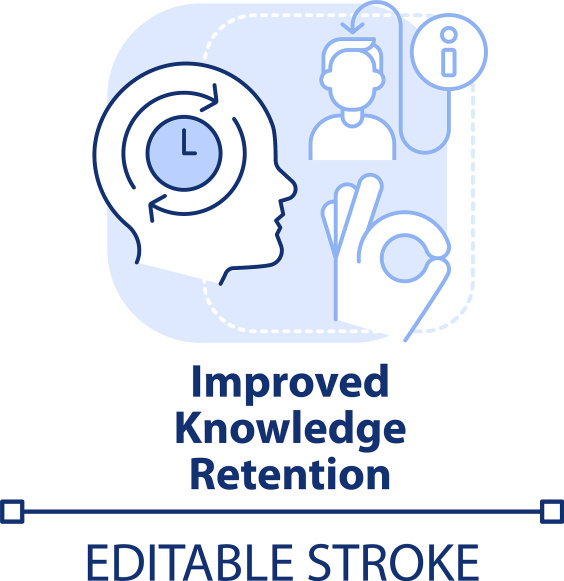 Improved
Knowledge
Retention
EDITABLE STROKE